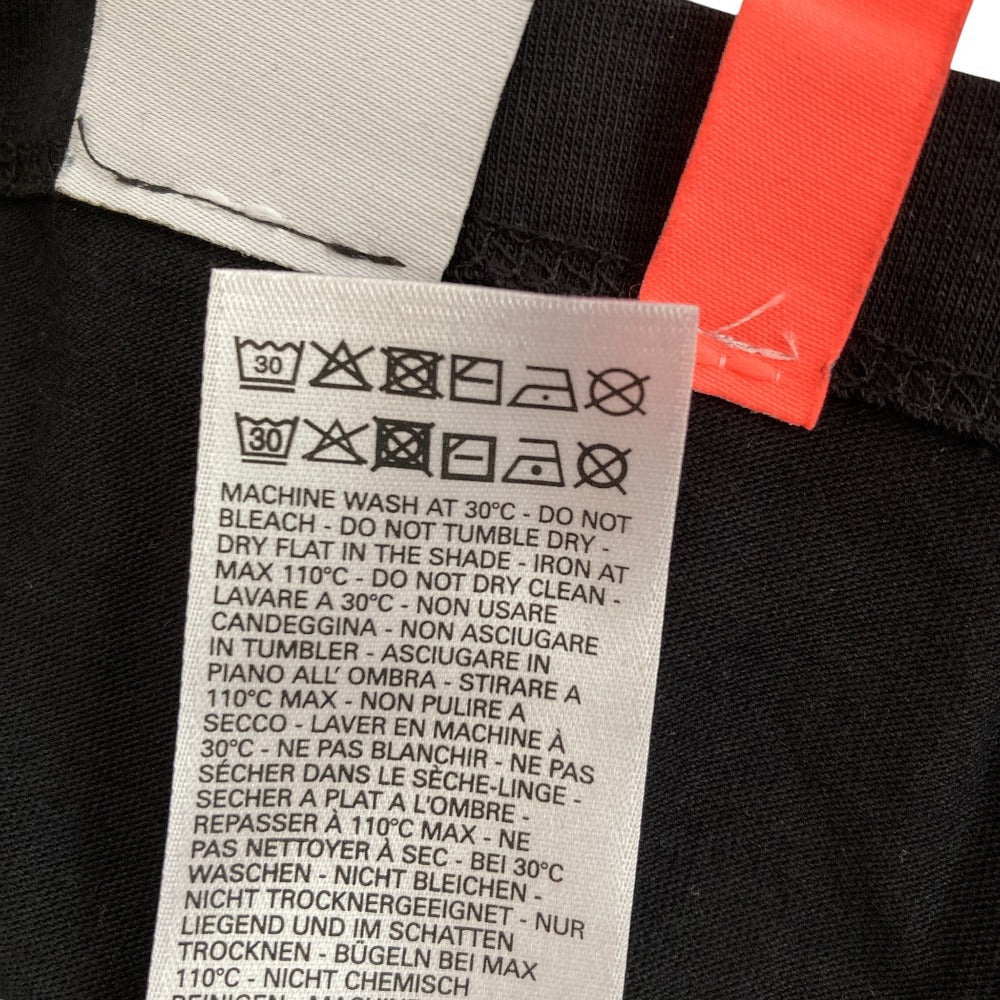 30
30
MACHINE WASH AT 30°C - DO NOT
BLEACH - DO NOT TUMBLE DRY -
DRY FLAT IN THE SHADE - IRON AT
MAX 110°C - DO NOT DRY CLEAN -
LAVARE A 30°C - NON USARE
CANDEGGINA - NON ASCIUGARE
IN TUMBLER - ASCIUGARE IN
PIANO ALL' OMBRA - STIRARE A
110°C MAX - NON PULIRE A
SECCO - LAVER EN MACHINE À
30°C - NE PAS BLANCHIR - NE PAS
SÉCHER DANS LE SÈCHE-LINGE -
SECHER A PLAT A L'OMBRE -
REPASSER À 110°C MAX - NE
PAS NETTOYER À SEC - BEI 30°C
WASCHEN - NICHT BLEICHEN -
NICHT TROCKNERGEEIGNET - NUR
LIEGEND UND IM SCHATTEN
TROCKNEN - BÜGELN BEI MAX
110°C - NICHT CHEMISCH
REINIGEN -